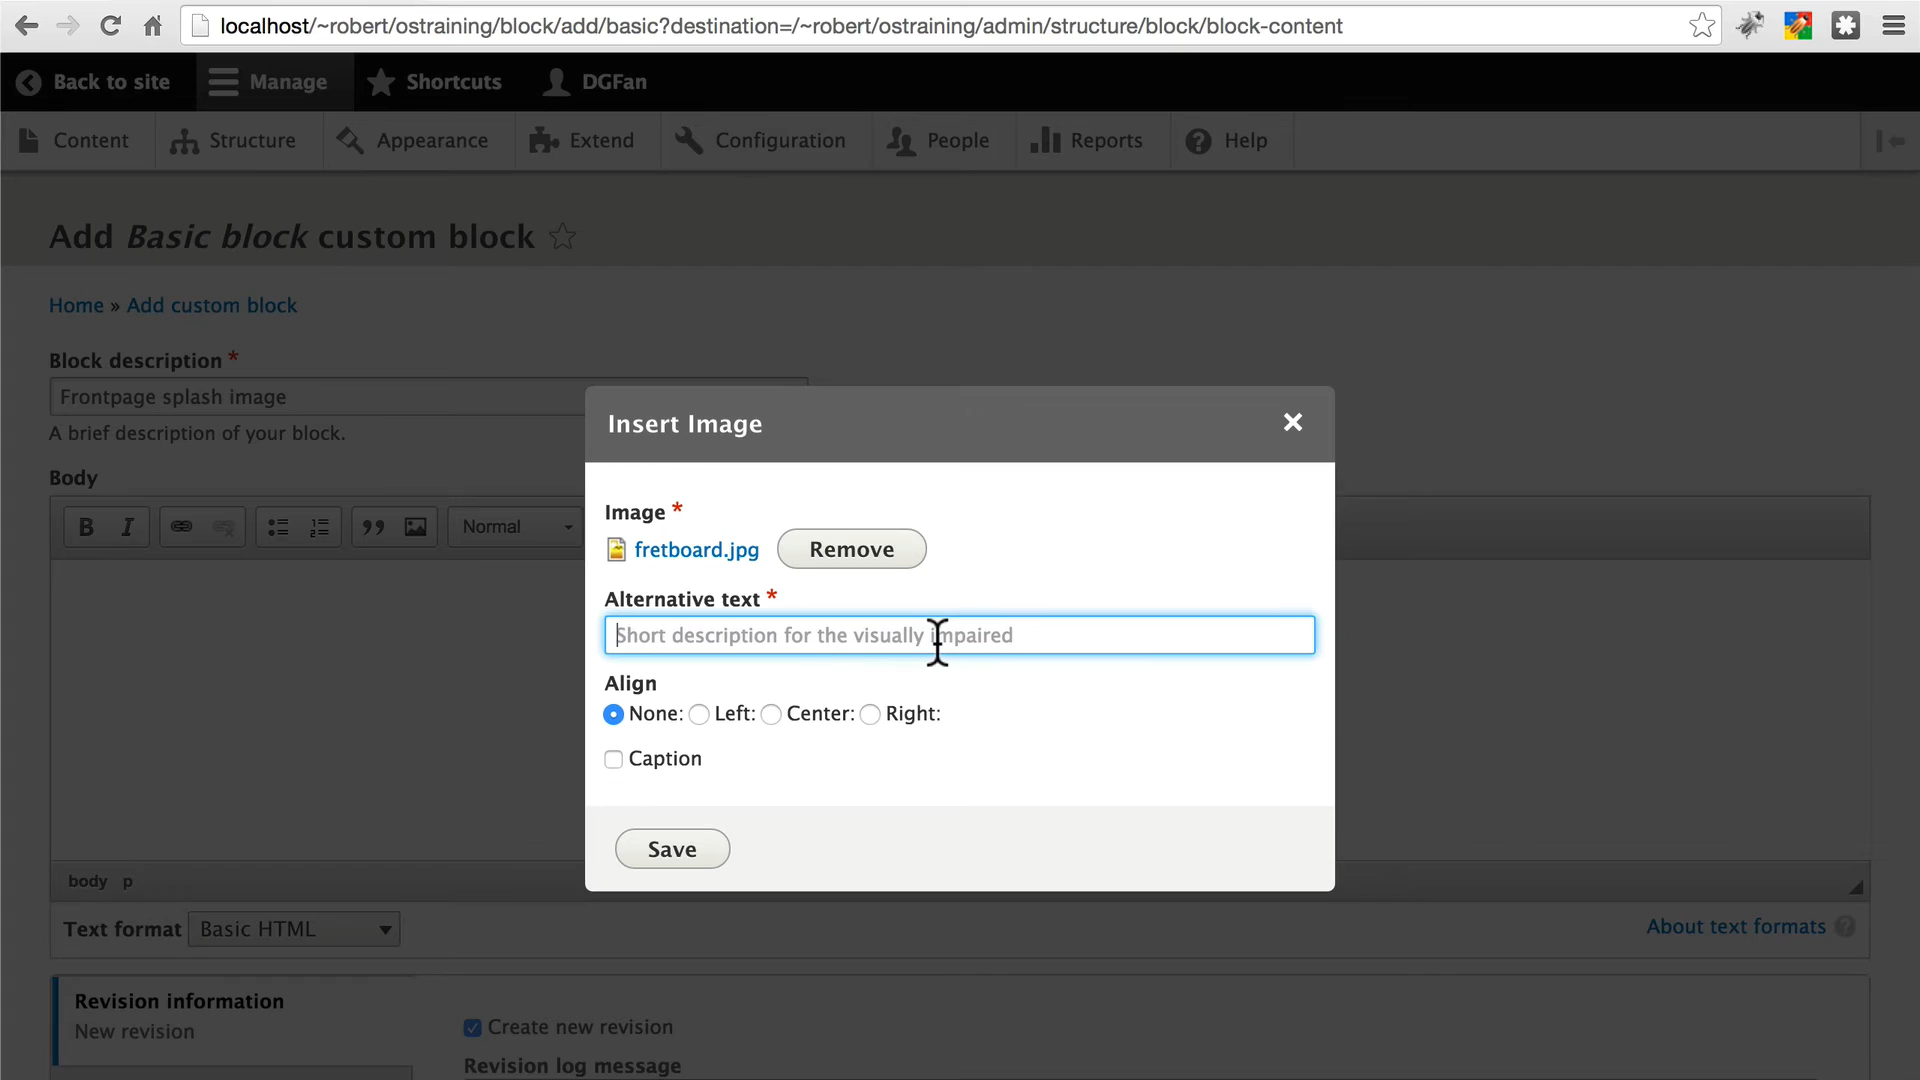 localhost/~robert/ostraining/block/add/basic?destination=/~robert/ostraining/admin/structure/block/block-content
Back to site Manage Shortcuts DGFan
Content Structure Appearance Extend Configuration People Reports Help
Add Basic block custom block
Home » Add custom block
Block description *
Frontpage splash image
A brief description of your block.
Body
B I Normal
Insert Image
Image *
fretboard.jpg Remove
Alternative text *
Short description for the visually impaired
Align
None: Left: Center: Right:
Caption
Save
body p
Text format Basic HTML About text formats ?
Revision information
New revision
Create new revision
Revision log message